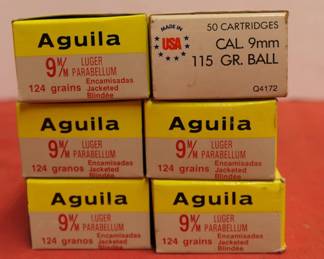 Aguila
9M/M LUGER
PARABELLUM
124 grains Encamisadas
Jacketed
Blindée
MADE IN
USA
50 CARTRIDGES
CAL. 9mm
115 GR. BALL
Q4172
Aguila
9M/M LUGER
PARABELLUM
124 grains Encamisadas
Jacketed
Blindée
Aguila
9M/M LUGER
PARABELLUM
124 grains Encamisadas
Jacketed
Blindée
Aguila
9M/M LUGER
PARABELLUM
124 granos Encamisadas
Jacketed
Blindée
Aguila
9M/M LUGER
PARABELLUM
124 grains Encamisadas
Jacketed
Blindée